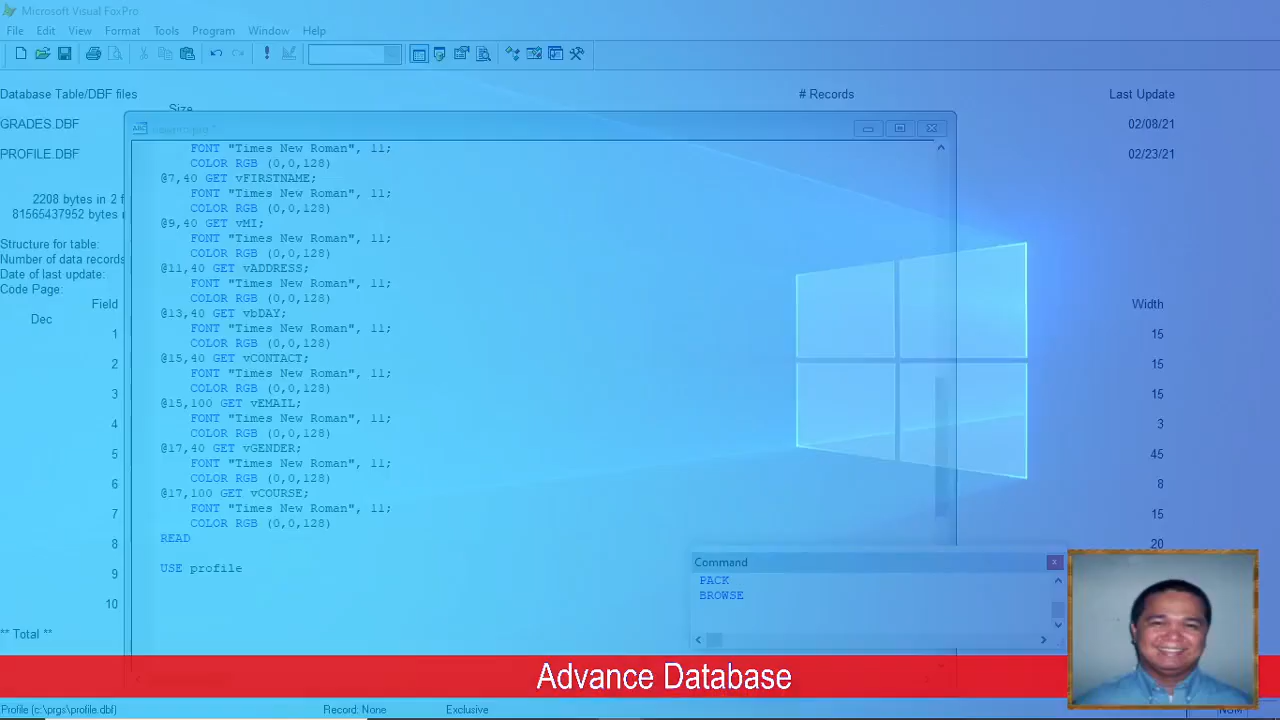 Microsoft Visual FoxPro
File Edit View Format Tools Program Window Help
Database Table/DBF files # Records Last Update
Size
GRADES.DBF 02/08/21
PROFILE.DBF 02/23/21
2208 bytes in 2 f
81565437952 bytes
Structure for table:
Number of data records
Date of last update:
Code Page:
Field Width
Dec
1 15
2 15
3 15
4 3
5 45
6 8
7 15
8 20
9
10
** Total **
FONT "Times New Roman", 11;
COLOR RGB (0,0,128)
@7,40 GET vFIRSTNAME;
FONT "Times New Roman", 11;
COLOR RGB (0,0,128)
@9,40 GET vMI;
FONT "Times New Roman", 11;
COLOR RGB (0,0,128)
@11,40 GET vADDRESS;
FONT "Times New Roman", 11;
COLOR RGB (0,0,128)
@13,40 GET vbDAY;
FONT "Times New Roman", 11;
COLOR RGB (0,0,128)
@15,40 GET vCONTACT;
FONT "Times New Roman", 11;
COLOR RGB (0,0,128)
@15,100 GET vEMAIL;
FONT "Times New Roman", 11;
COLOR RGB (0,0,128)
@17,40 GET vGENDER;
FONT "Times New Roman", 11;
COLOR RGB (0,0,128)
@17,100 GET vCOURSE;
FONT "Times New Roman", 11;
COLOR RGB (0,0,128)
READ
USE profile
Command
PACK
BROWSE
Advance Database
Profile (c:\prgs\profile.dbf) Record: None Exclusive NUM